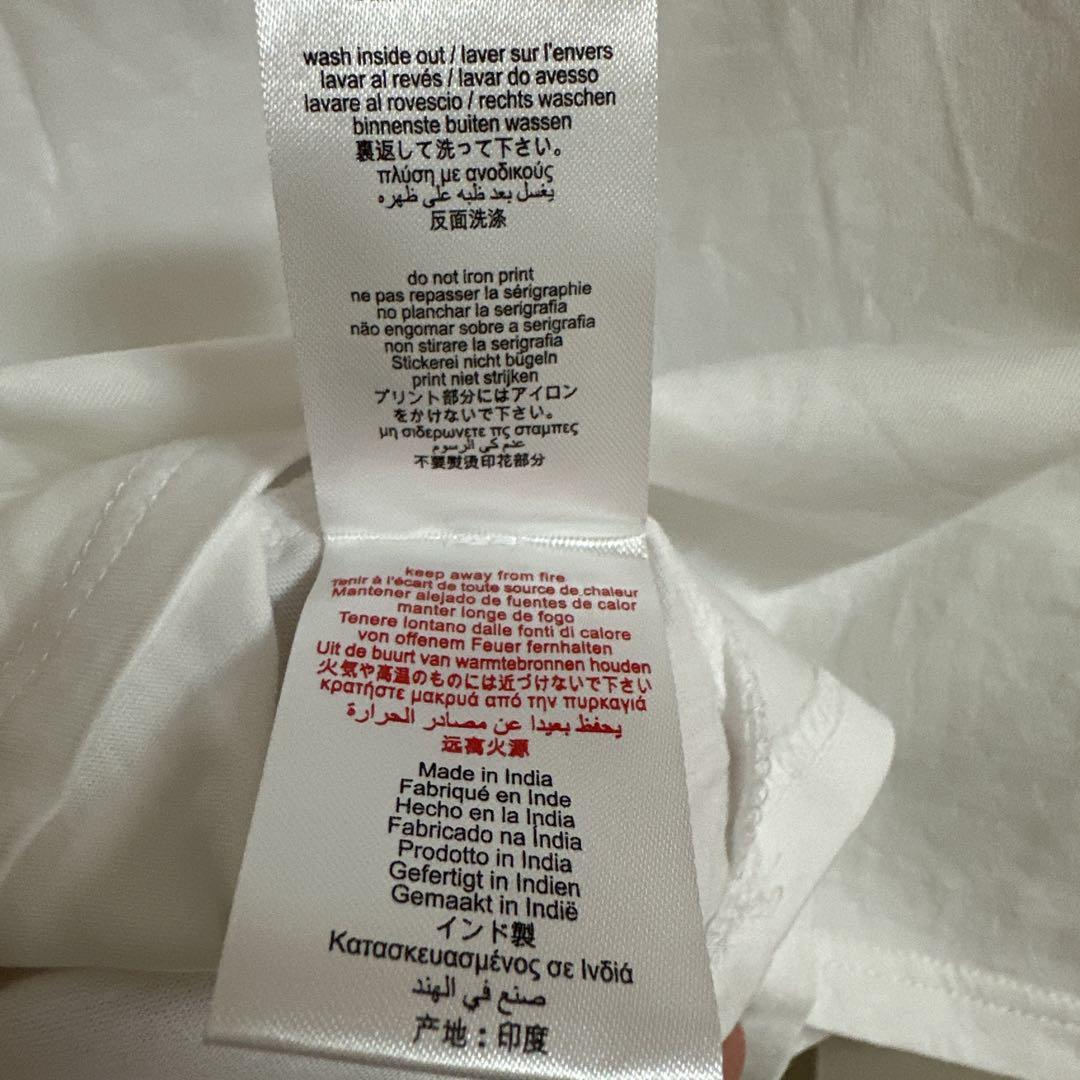 wash inside out / laver sur l'envers
lavar al revés / lavar do avesso
lavare al rovescio / rechts waschen
binnenste buiten wassen
裏返して洗って下さい。
πλύση με ανοδικούς
يغسل بعد ظبه على ظهره
反面洗涤
do not iron print
ne pas repasser la sérigraphie
no planchar la serigrafia
não engomar sobre a serigrafia
non stirare la serigrafia
Stickerei nicht bügeln
print niet strijken
プリント部分にはアイロン
をかけないで下さい。
μη σιδερωνετε τις σταμπες
عدم كي الرسوم
不要熨烫印花部分
keep away from fire
Tenir à l'écart de toute source de chaleur
Mantener alejado de fuentes de calor
manter longe de fogo
Tenere lontano dalle fonti di calore
von offenem Feuer fernhalten
Uit de buurt van warmtebronnen houden
火気や高温のものには近づけないで下さい
κρατήστε μακρυά από την πυρκαγιά
يحفظ بعيدا عن مصادر الحرارة
远离火源
Made in India
Fabriqué en Inde
Hecho en la India
Fabricado na Índia
Prodotto in India
Gefertigt in Indien
Gemaakt in Indië
インド製
Κατασκευασμένος σε Ινδιά
صنع في الهند
产地：印度